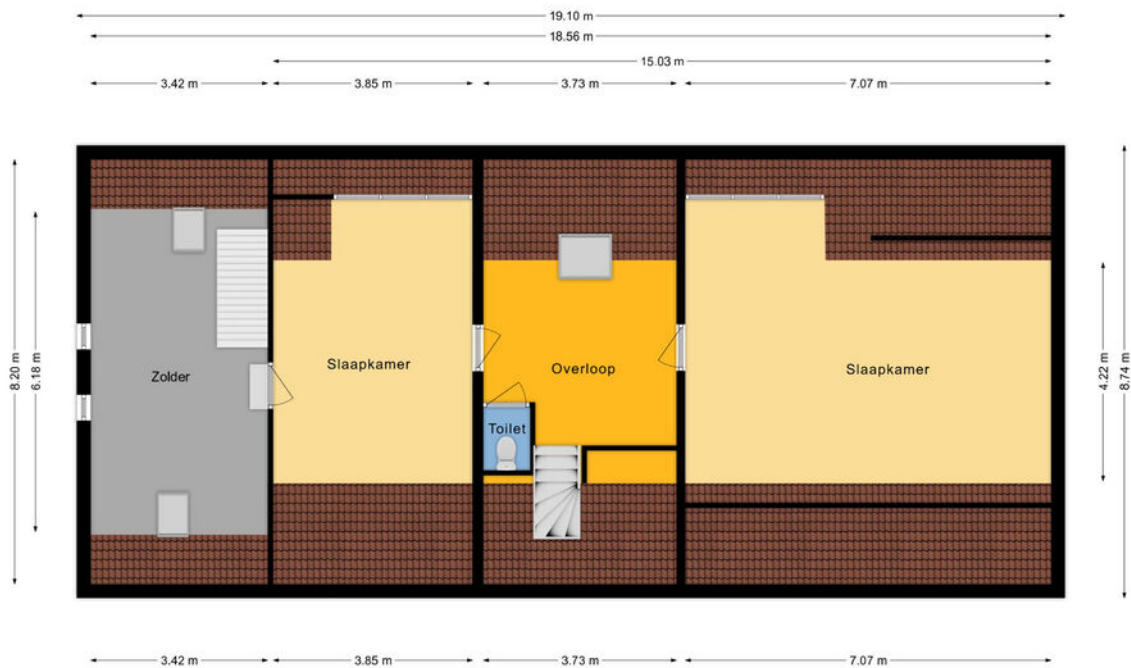 19.10 m
18.56 m
15.03 m
3.42 m
3.85 m
3.73 m
7.07 m
8.20 m
6.18 m
Zolder
Slaapkamer
Overloop
Toilet
Slaapkamer
4.22 m
8.74 m
3.42 m
3.85 m
3.73 m
7.07 m